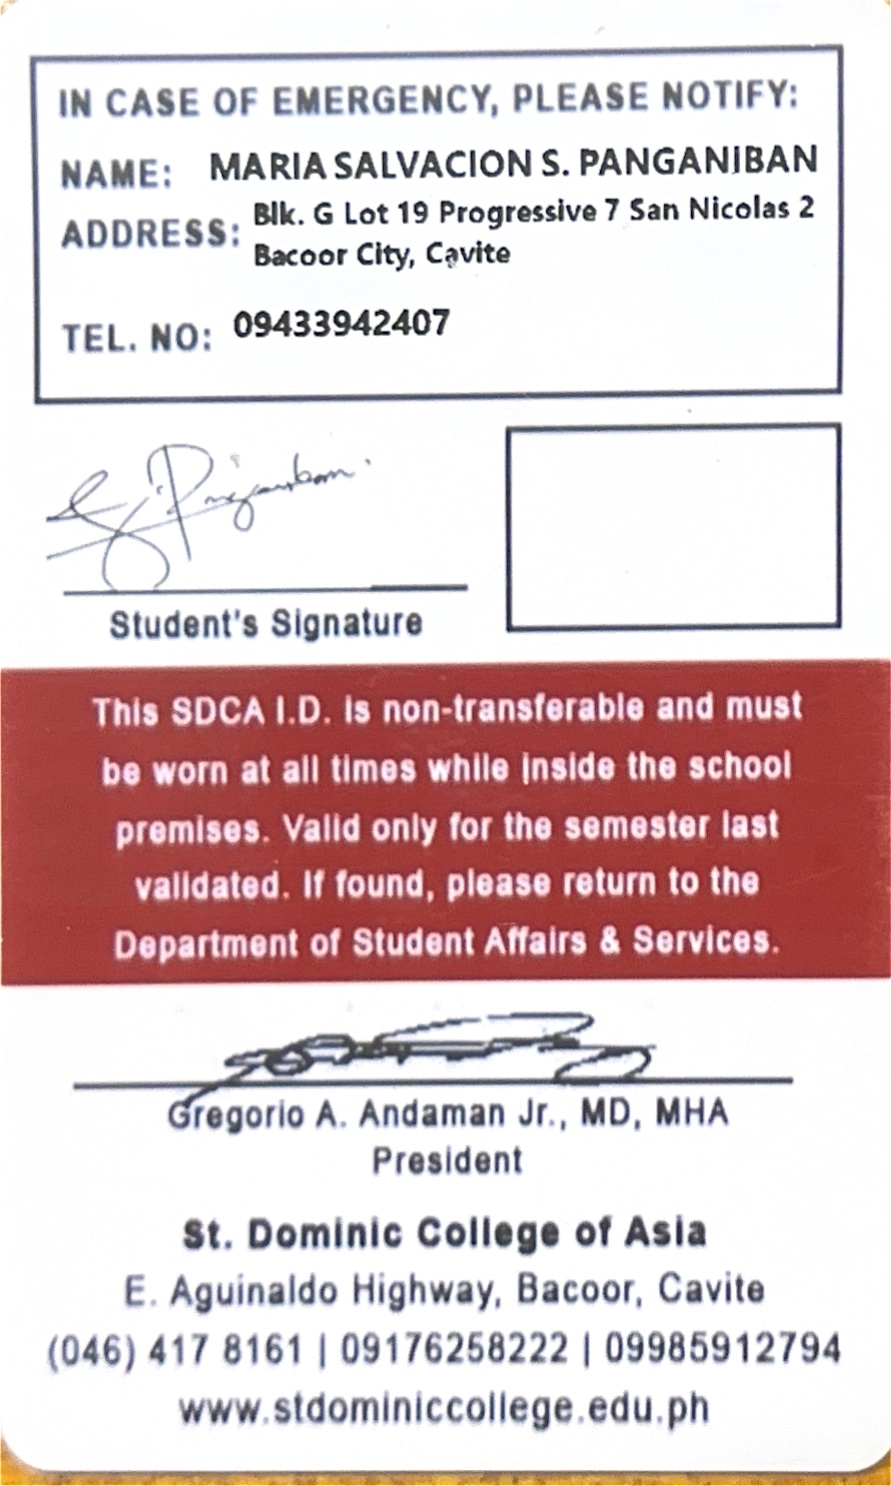 IN CASE OF EMERGENCY, PLEASE NOTIFY:
NAME: MARIA SALVACION S. PANGANIBAN
ADDRESS: Blk. G Lot 19 Progressive 7 San Nicolas 2
Bacoor City, Cavite
TEL. NO: 09433942407
Panganiban
Student's Signature
This SDCA I.D. is non-transferable and must
be worn at all times while inside the school
premises. Valid only for the semester last
validated. If found, please return to the
Department of Student Affairs & Services.
Gregorio A. Andaman Jr., MD, MHA
President
St. Dominic College of Asia
E. Aguinaldo Highway, Bacoor, Cavite
(046) 417 8161 | 09176258222 | 09985912794
www.stdominiccollege.edu.ph